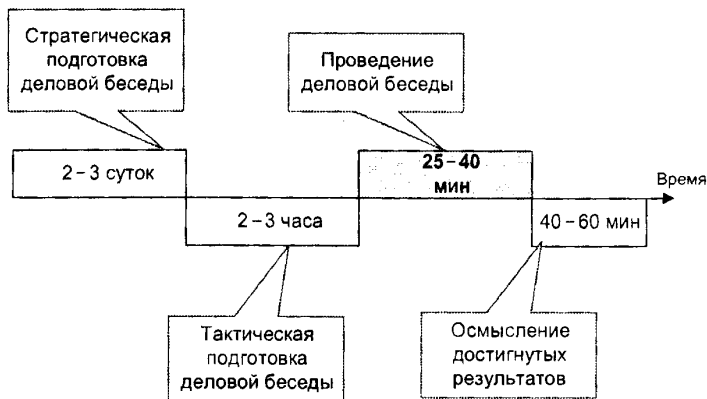 Стратегическая
подготовка
деловой беседы
Проведение
деловой беседы
2–3 суток
25–40
мин
Время
2–3 часа
40–60 мин
Тактическая
подготовка
деловой беседы
Осмысление
достигнутых
результатов